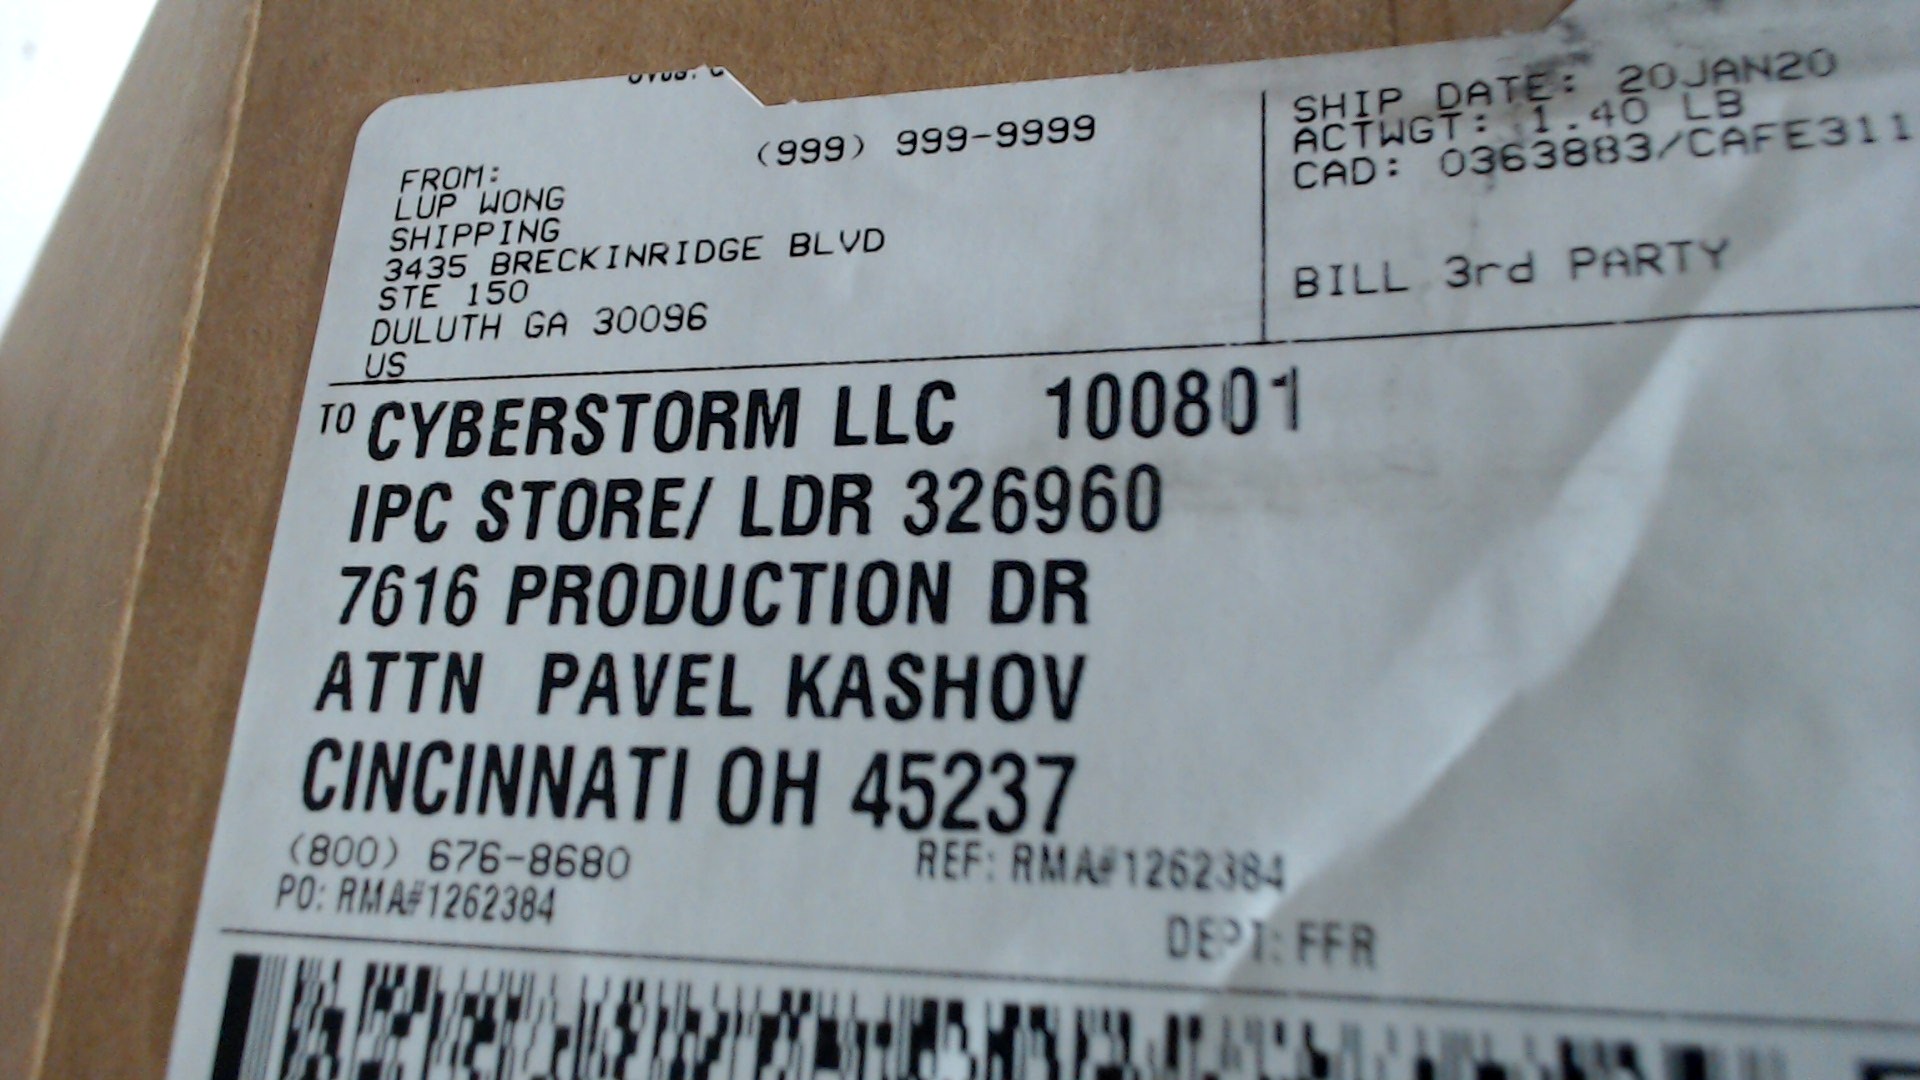 (999) 999-9999
FROM:
LUP WONG
SHIPPING
3435 BRECKINRIDGE BLVD
STE 150
DULUTH GA 30096
US
SHIP DATE: 20JAN20
ACTWGT: 1.40 LB
CAD: 0363883/CAFE311
BILL 3rd PARTY
TO CYBERSTORM LLC 100801
IPC STORE/ LDR 326960
7616 PRODUCTION DR
ATTN PAVEL KASHOV
CINCINNATI OH 45237
(800) 676-8680
REF: RMA#1262384
PO: RMA#1262384
DEPT: FFR